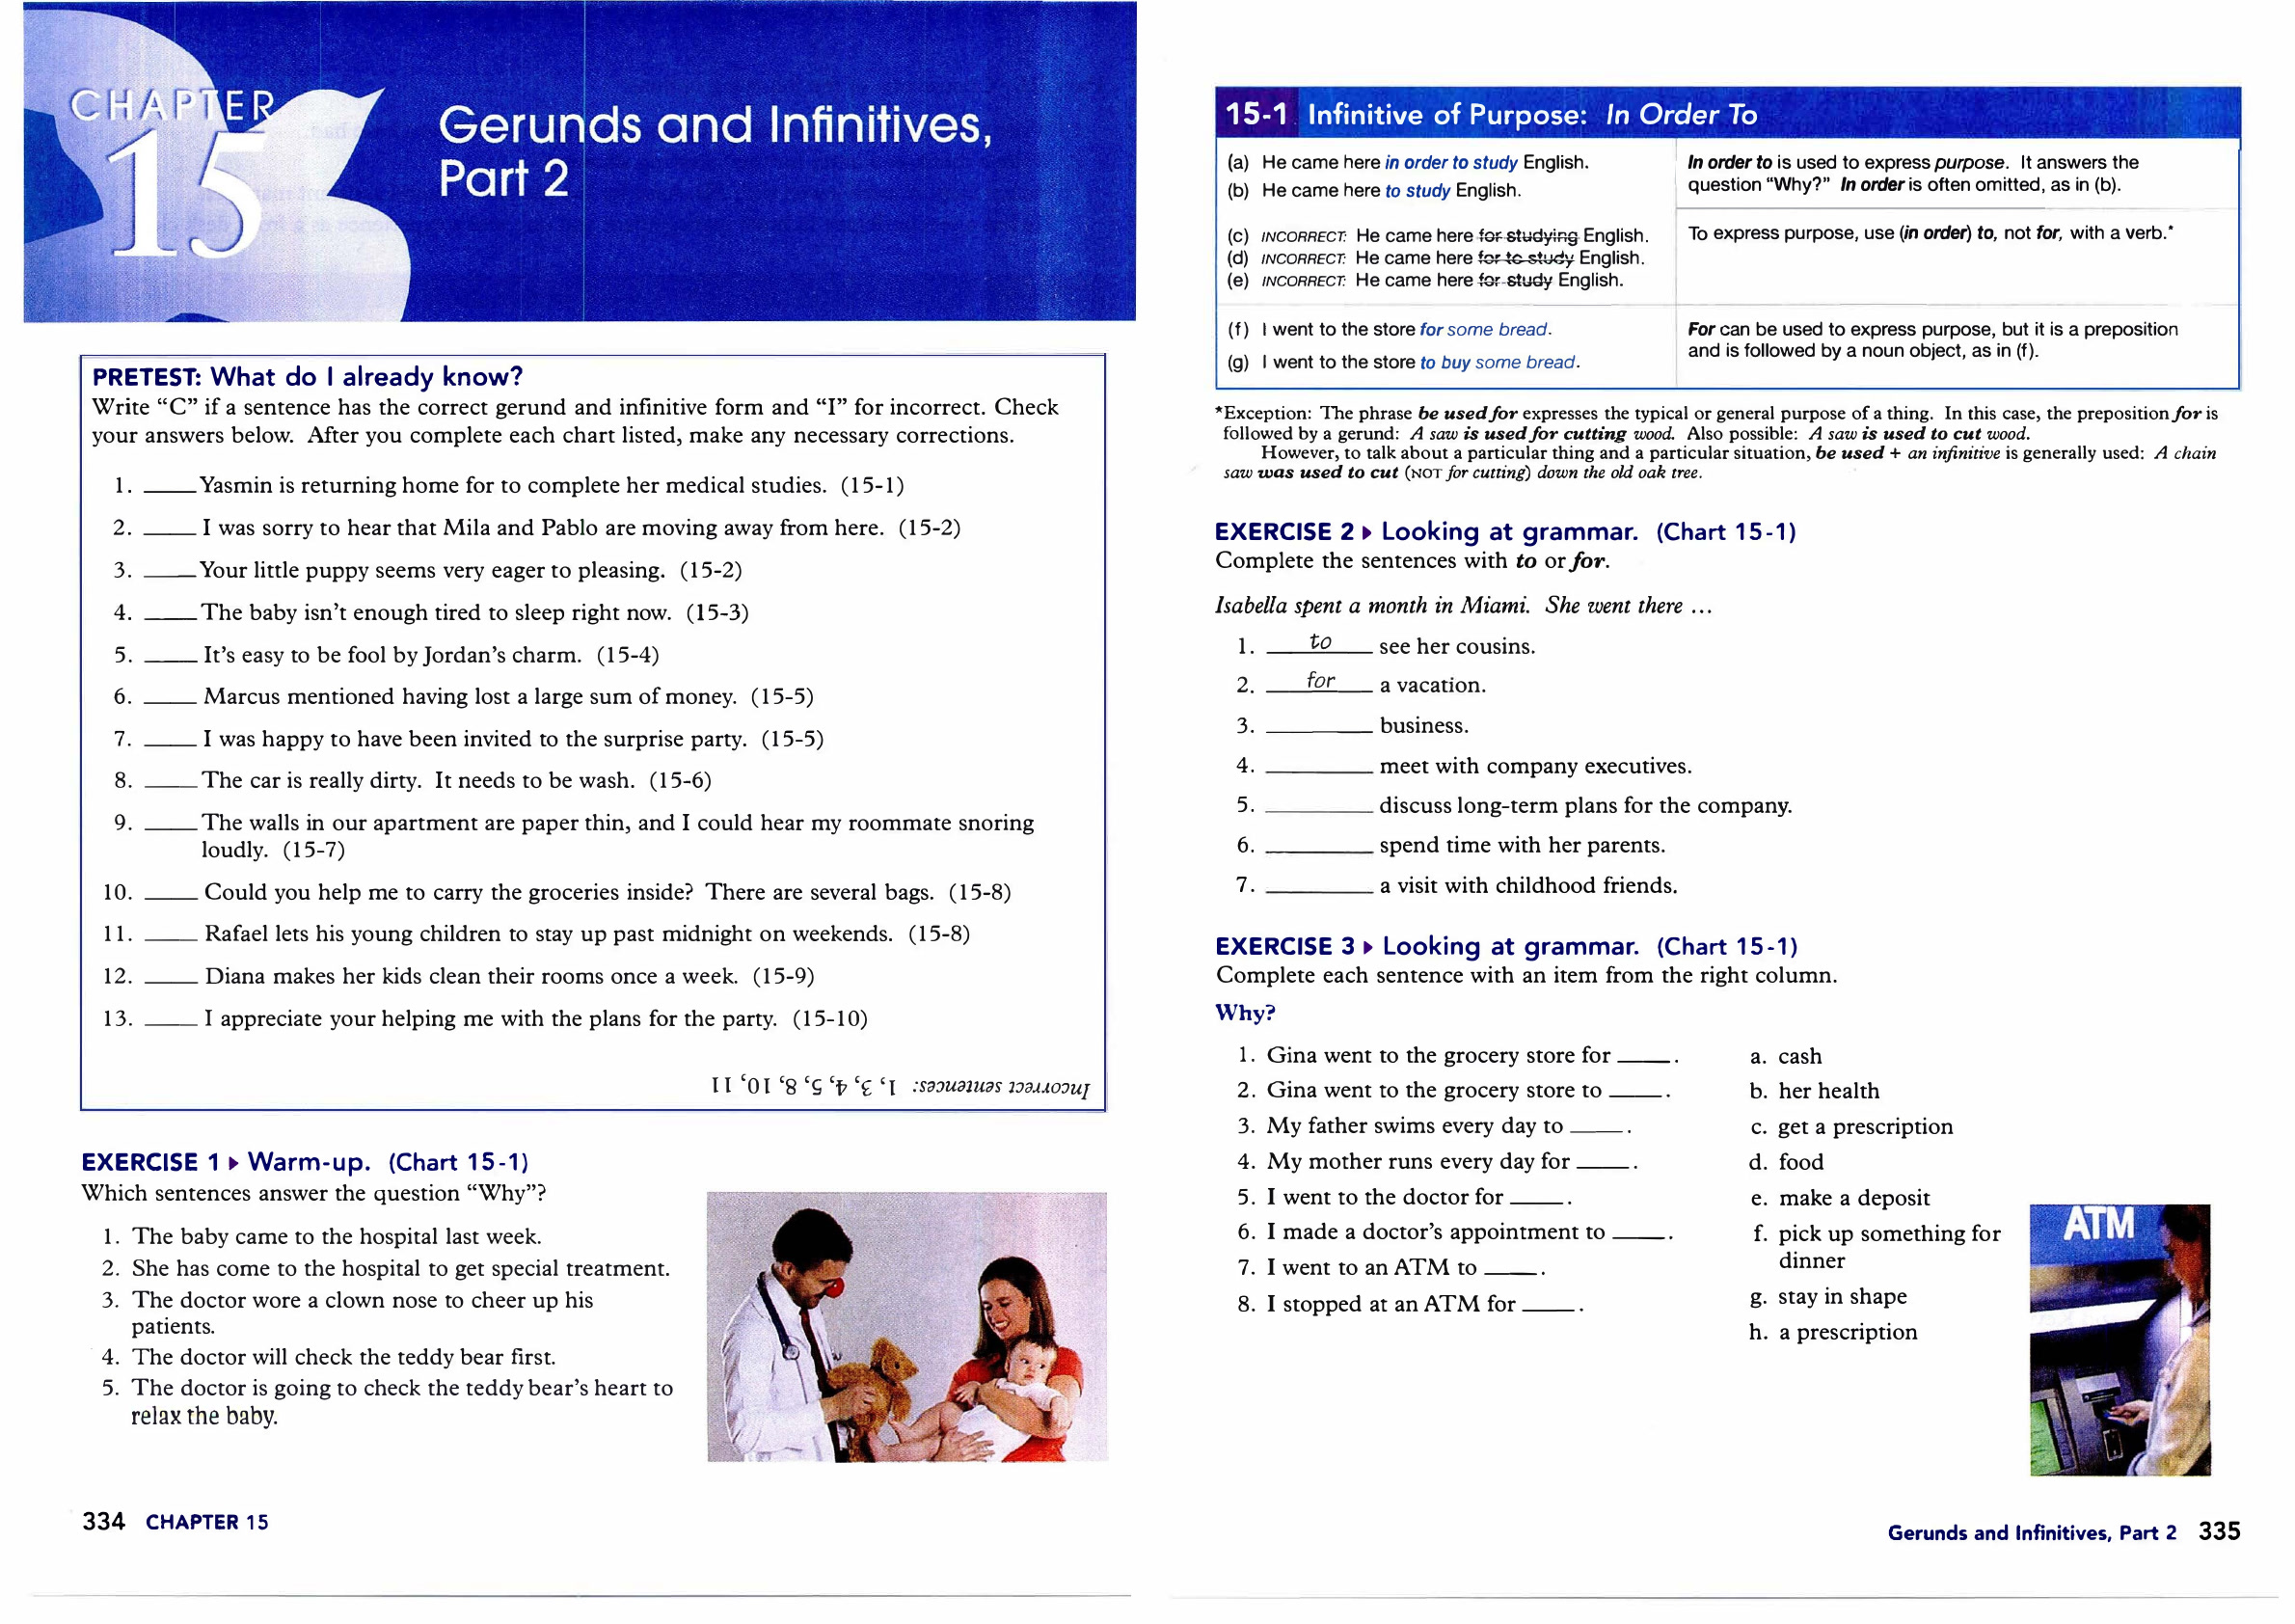 CHAPTER
15
Gerunds and Infinitives,
Part 2
PRETEST: What do I already know?
Write “C” if a sentence has the correct gerund and infinitive form and “I” for incorrect. Check
your answers below. After you complete each chart listed, make any necessary corrections.
1. ____ Yasmin is returning home for to complete her medical studies. (15-1)
2. ____ I was sorry to hear that Mila and Pablo are moving away from here. (15-2)
3. ____ Your little puppy seems very eager to pleasing. (15-2)
4. ____ The baby isn’t enough tired to sleep right now. (15-3)
5. ____ It’s easy to be fool by Jordan’s charm. (15-4)
6. ____ Marcus mentioned having lost a large sum of money. (15-5)
7. ____ I was happy to have been invited to the surprise party. (15-5)
8. ____ The car is really dirty. It needs to be wash. (15-6)
9. ____ The walls in our apartment are paper thin, and I could hear my roommate snoring
loudly. (15-7)
10. ____ Could you help me to carry the groceries inside? There are several bags. (15-8)
11. ____ Rafael lets his young children to stay up past midnight on weekends. (15-8)
12. ____ Diana makes her kids clean their rooms once a week. (15-9)
13. ____ I appreciate your helping me with the plans for the party. (15-10)
Incorrect sentences: 1, 3, 4, 5, 8, 10, 11
EXERCISE 1 ▸ Warm-up. (Chart 15-1)
Which sentences answer the question “Why”?
1. The baby came to the hospital last week.
2. She has come to the hospital to get special treatment.
3. The doctor wore a clown nose to cheer up his
patients.
4. The doctor will check the teddy bear first.
5. The doctor is going to check the teddy bear’s heart to
relax the baby.
334 CHAPTER 15
15-1 Infinitive of Purpose: In Order To
(a) He came here in order to study English.
(b) He came here to study English.
In order to is used to express purpose. It answers the
question “Why?” In order is often omitted, as in (b).
(c) INCORRECT: He came here for studying English.
(d) INCORRECT: He came here for to study English.
(e) INCORRECT: He came here for study English.
To express purpose, use (in order) to, not for, with a verb.*
(f) I went to the store for some bread.
(g) I went to the store to buy some bread.
For can be used to express purpose, but it is a preposition
and is followed by a noun object, as in (f).
*Exception: The phrase be used for expresses the typical or general purpose of a thing. In this case, the preposition for is
followed by a gerund: A saw is used for cutting wood. Also possible: A saw is used to cut wood.
However, to talk about a particular thing and a particular situation, be used + an infinitive is generally used: A chain
saw was used to cut (NOT for cutting) down the old oak tree.
EXERCISE 2 ▸ Looking at grammar. (Chart 15-1)
Complete the sentences with to or for.
Isabella spent a month in Miami. She went there …
1. to see her cousins.
2. for a vacation.
3. ________ business.
4. ________ meet with company executives.
5. ________ discuss long-term plans for the company.
6. ________ spend time with her parents.
7. ________ a visit with childhood friends.
EXERCISE 3 ▸ Looking at grammar. (Chart 15-1)
Complete each sentence with an item from the right column.
Why?
1. Gina went to the grocery store for ____.
2. Gina went to the grocery store to ____.
3. My father swims every day to ____.
4. My mother runs every day for ____.
5. I went to the doctor for ____.
6. I made a doctor’s appointment to ____.
7. I went to an ATM to ____.
8. I stopped at an ATM for ____.
a. cash
b. her health
c. get a prescription
d. food
e. make a deposit
f. pick up something for
dinner
g. stay in shape
h. a prescription
ATM
Gerunds and Infinitives, Part 2 335